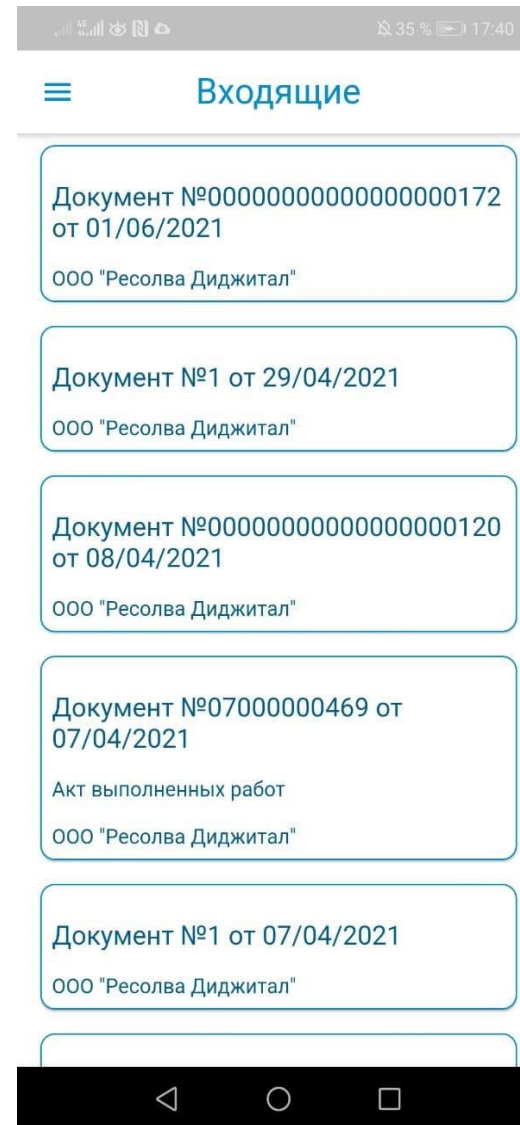 4G 35 % 17:40
Входящие
Документ №00000000000000000172
от 01/06/2021
ООО "Ресолва Диджитал"
Документ №1 от 29/04/2021
ООО "Ресолва Диджитал"
Документ №00000000000000000120
от 08/04/2021
ООО "Ресолва Диджитал"
Документ №07000000469 от
07/04/2021
Акт выполненных работ
ООО "Ресолва Диджитал"
Документ №1 от 07/04/2021
ООО "Ресолва Диджитал"